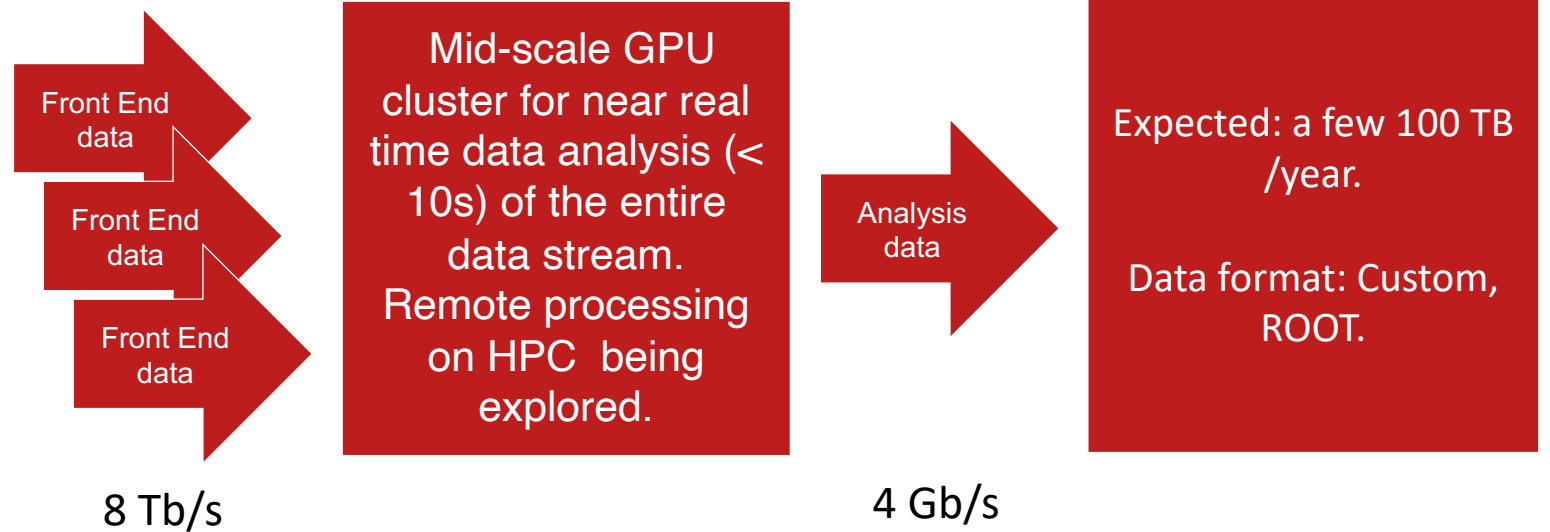 Front End
data
Front End
data
Front End
data
8 Tb/s
Mid-scale GPU
cluster for near real
time data analysis (<
10s) of the entire
data stream.
Remote processing
on HPC being
explored.
Analysis
data
4 Gb/s
Expected: a few 100 TB
/year.
Data format: Custom,
ROOT.